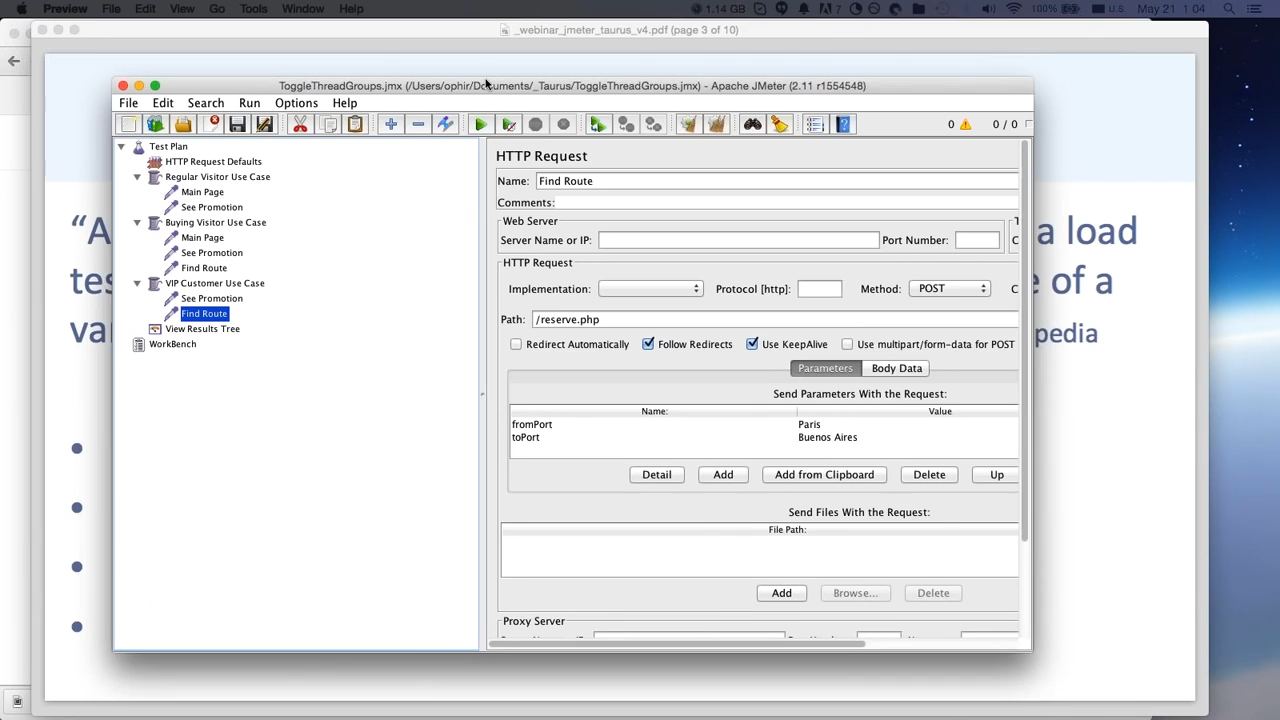 Preview File Edit View Go Tools Window Help 1.14 GB 7 100% U.S. May 21 1:04
_webinar_jmeter_taurus_v4.pdf (page 3 of 10)
ToggleThreadGroups.jmx (/Users/ophir/Documents/_Taurus/ToggleThreadGroups.jmx) - Apache JMeter (2.11 r1554548)
File Edit Search Run Options Help
0 0 / 0
Test Plan
HTTP Request Defaults
Regular Visitor Use Case
Main Page
See Promotion
Buying Visitor Use Case
Main Page
See Promotion
Find Route
VIP Customer Use Case
See Promotion
Find Route
View Results Tree
WorkBench
HTTP Request
Name: Find Route
Comments:
Web Server
Server Name or IP: Port Number:
HTTP Request
Implementation: Protocol [http]: Method: POST
Path: /reserve.php
Redirect Automatically Follow Redirects Use KeepAlive Use multipart/form-data for POST
Parameters Body Data
Send Parameters With the Request:
Name: Value
fromPort Paris
toPort Buenos Aires
Detail Add Add from Clipboard Delete Up
Send Files With the Request:
File Path:
Add Browse... Delete
Proxy Server
“A
a load
tes
e of a
var
pedia